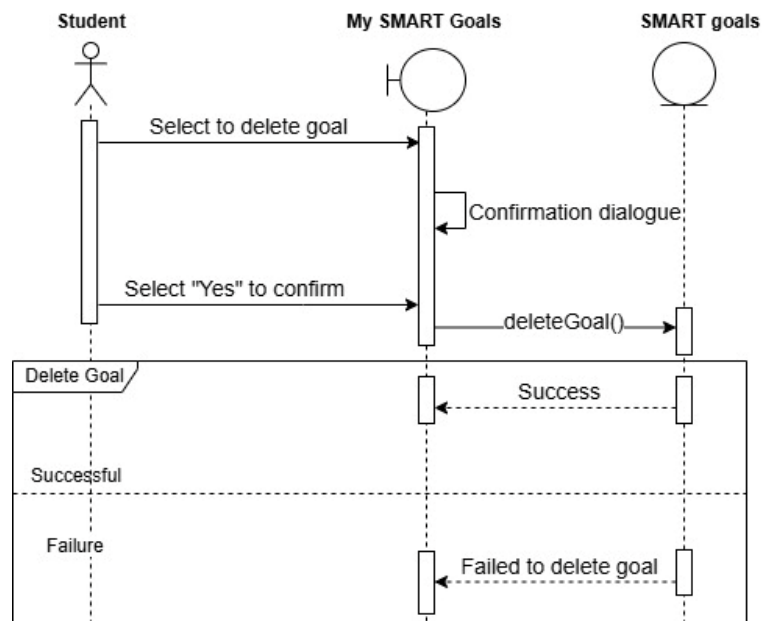 Student
My SMART Goals
SMART goals
Select to delete goal
Confirmation dialogue
Select "Yes" to confirm
deleteGoal()
Delete Goal
Success
Successful
Failure
Failed to delete goal